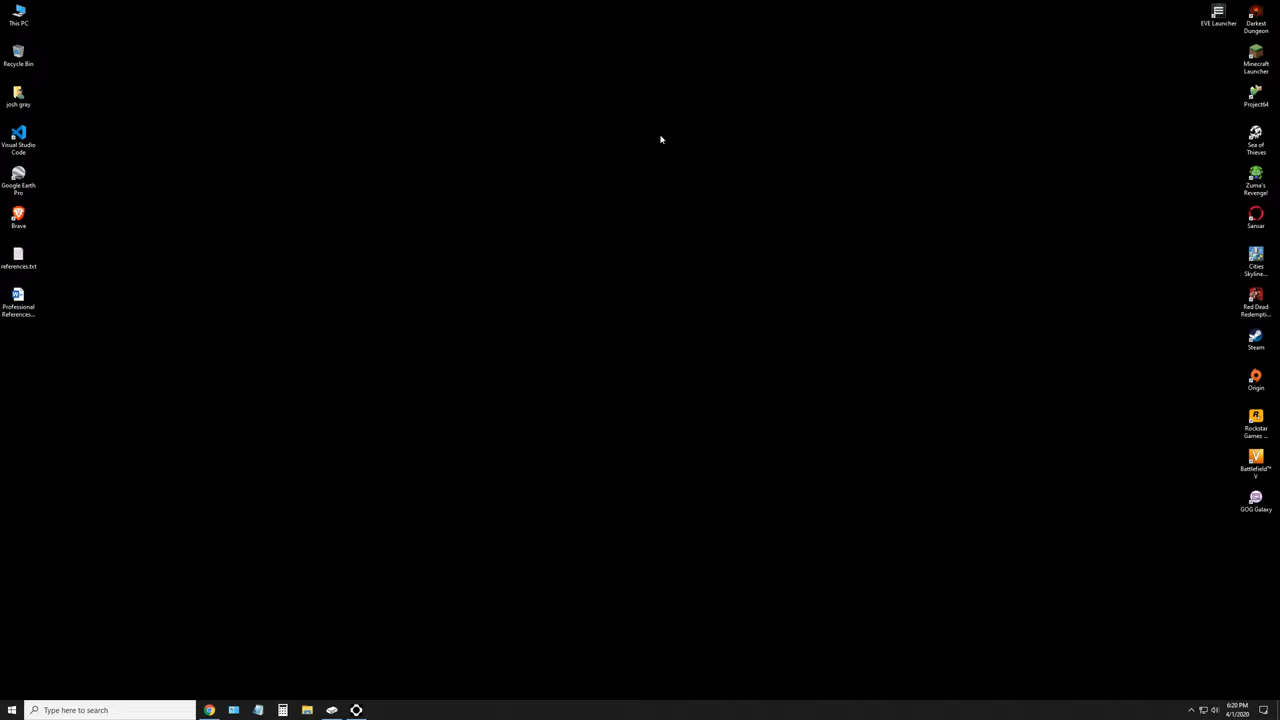 This PC
Recycle Bin
josh gray
Visual Studio
Code
Google Earth
Pro
Brave
references.txt
Professional
References...
EVE Launcher
Darkest
Dungeon
Minecraft
Launcher
Project64
Sea of
Thieves
Zuma's
Revenge!
Sansar
Cities
Skyline...
Red Dead
Redempti...
Steam
Origin
Rockstar
Games ...
Battlefield™
V
GOG Galaxy
Type here to search
6:20 PM
4/1/2020